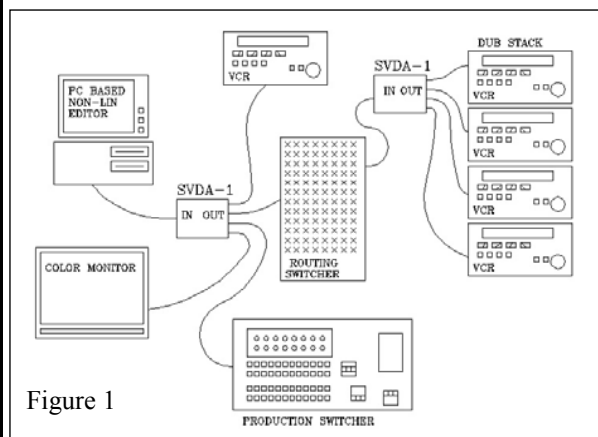 DUB STACK
SVDA-1
VCR
PC BASED
NON-LIN
EDITOR
IN OUT
VCR
VCR
SVDA-1
IN OUT
VCR
COLOR MONITOR
ROUTING
SWITCHER
VCR
Figure 1
PRODUCTION SWITCHER